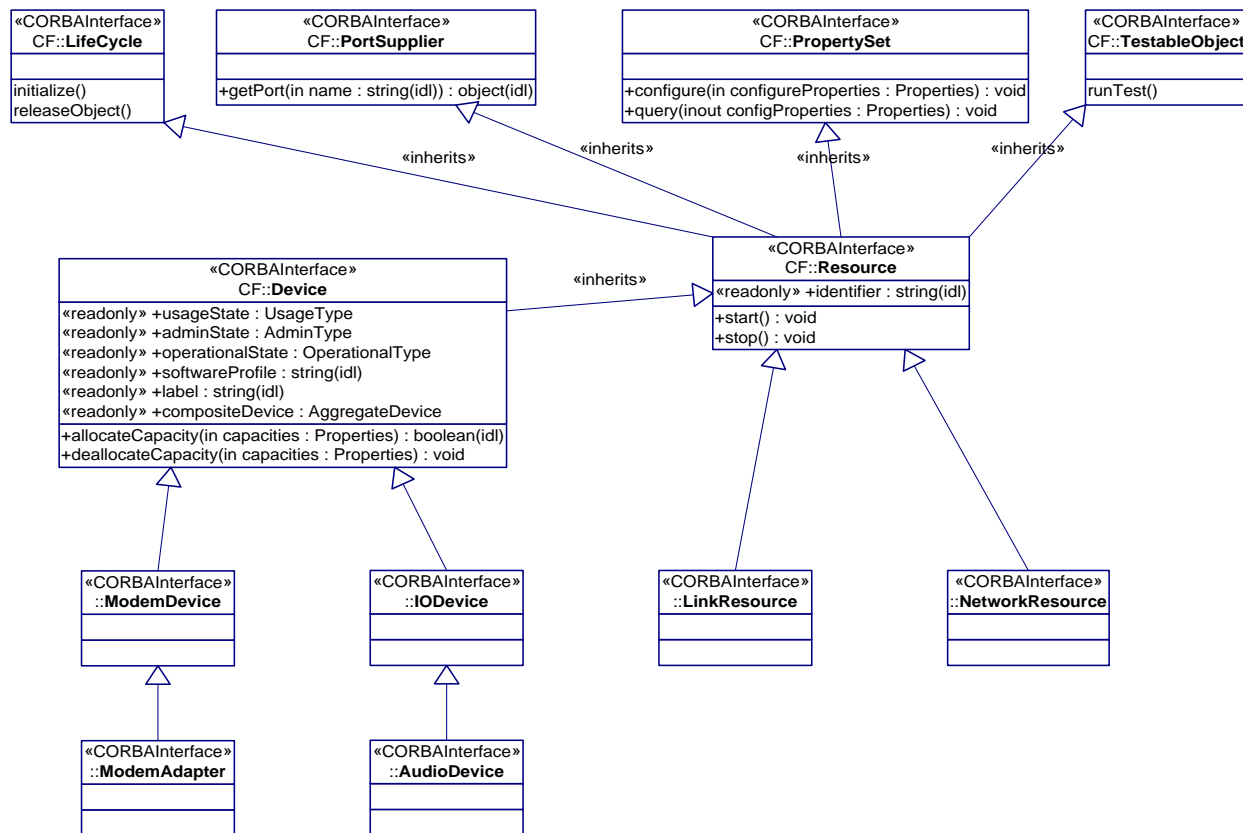 «CORBAInterface»
CF::LifeCycle
initialize()
releaseObject()
«CORBAInterface»
CF::PortSupplier
+getPort(in name : string(idl)) : object(idl)
«CORBAInterface»
CF::PropertySet
+configure(in configureProperties : Properties) : void
+query(inout configProperties : Properties) : void
«CORBAInterface»
CF::TestableObject
runTest()
«inherits»
«inherits»
«inherits»
«inherits»
«CORBAInterface»
CF::Resource
«readonly» +identifier : string(idl)
+start() : void
+stop() : void
«inherits»
«CORBAInterface»
CF::Device
«readonly» +usageState : UsageType
«readonly» +adminState : AdminType
«readonly» +operationalState : OperationalType
«readonly» +softwareProfile : string(idl)
«readonly» +label : string(idl)
«readonly» +compositeDevice : AggregateDevice
+allocateCapacity(in capacities : Properties) : boolean(idl)
+deallocateCapacity(in capacities : Properties) : void
«CORBAInterface»
::ModemDevice
«CORBAInterface»
::IODevice
«CORBAInterface»
::LinkResource
«CORBAInterface»
::NetworkResource
«CORBAInterface»
::ModemAdapter
«CORBAInterface»
::AudioDevice